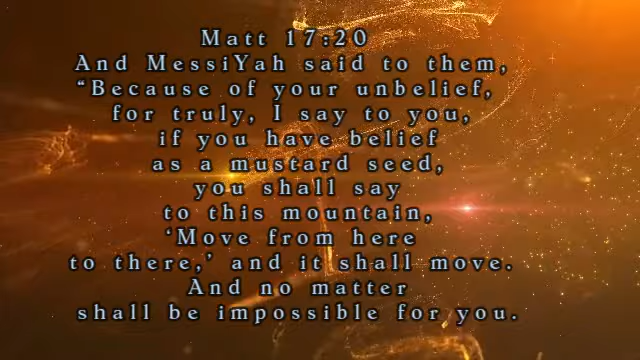 Matt 17:20
And MessiYah said to them,
“Because of your unbelief,
for truly, I say to you,
if you have belief
as a mustard seed,
you shall say
to this mountain,
‘Move from here
to there,’ and it shall move.
And no matter
shall be impossible for you.